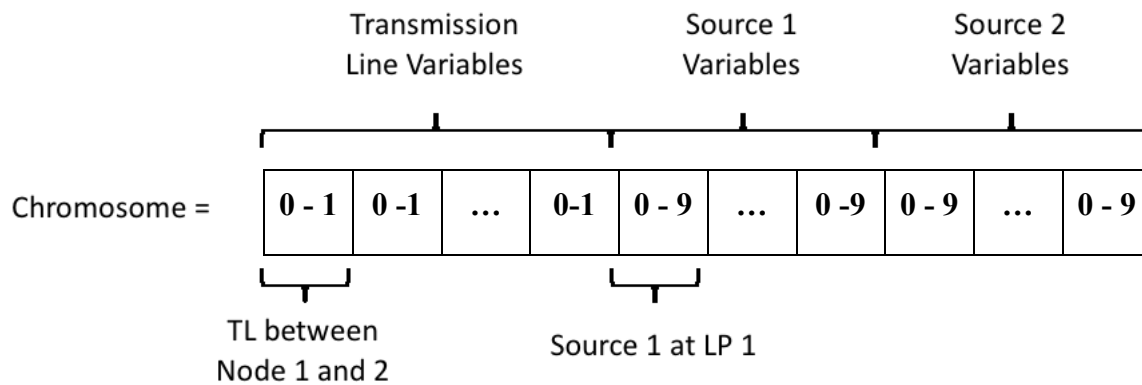 Transmission
Line Variables
Source 1
Variables
Source 2
Variables
Chromosome =
0 - 1
0 -1
...
0-1
0 - 9
...
0 -9
0 - 9
...
0 - 9
TL between
Node 1 and 2
Source 1 at LP 1